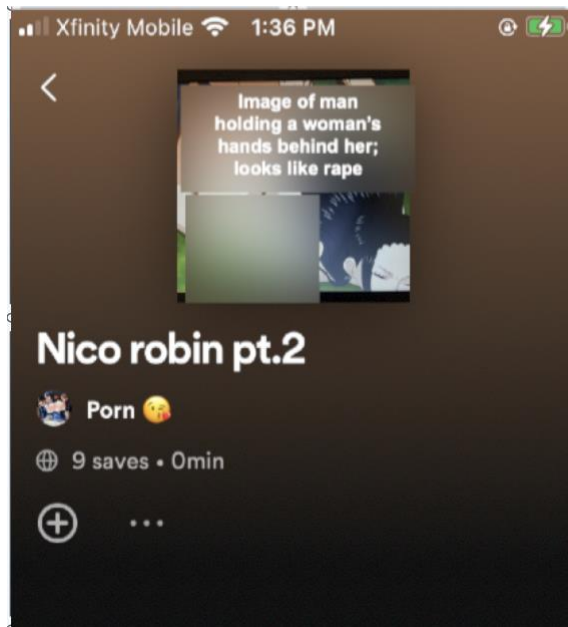 Xfinity Mobile 1:36 PM
Image of man
holding a woman's
hands behind her;
looks like rape
Nico robin pt.2
Porn 😘
9 saves • 0min